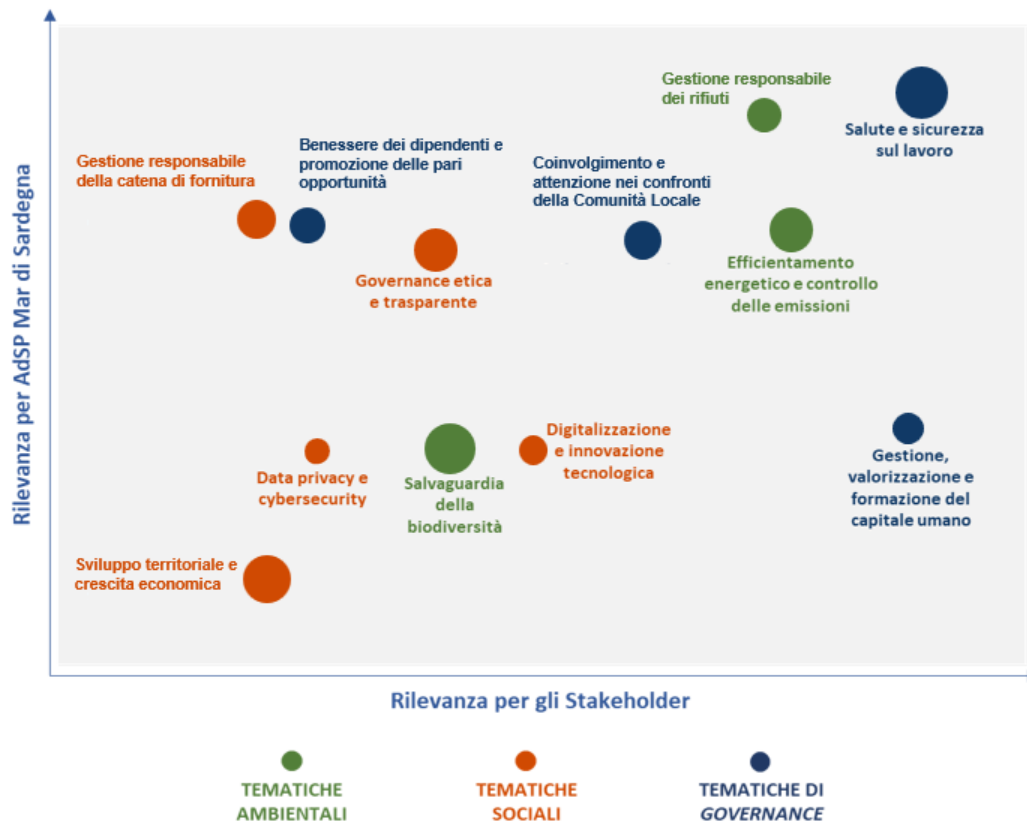 Rilevanza per AdSP Mar di Sardegna
Gestione responsabile
dei rifiuti
Salute e sicurezza
sul lavoro
Gestione responsabile
della catena di fornitura
Benessere dei dipendenti e
promozione delle pari
opportunità
Coinvolgimento e
attenzione nei confronti
della Comunità Locale
Governance etica
e trasparente
Efficientamento
energetico e controllo
delle emissioni
Data privacy e
cybersecurity
Salvaguardia
della
biodiversità
Digitalizzazione
e innovazione
tecnologica
Gestione,
valorizzazione e
formazione del
capitale umano
Sviluppo territoriale e
crescita economica
Rilevanza per gli Stakeholder
TEMATICHE
AMBIENTALI
TEMATICHE
SOCIALI
TEMATICHE DI
GOVERNANCE